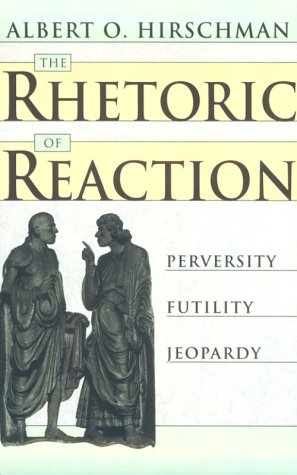 ALBERT O. HIRSCHMAN
THE
RHETORIC
OF
REACTION
PERVERSITY
FUTILITY
JEOPARDY